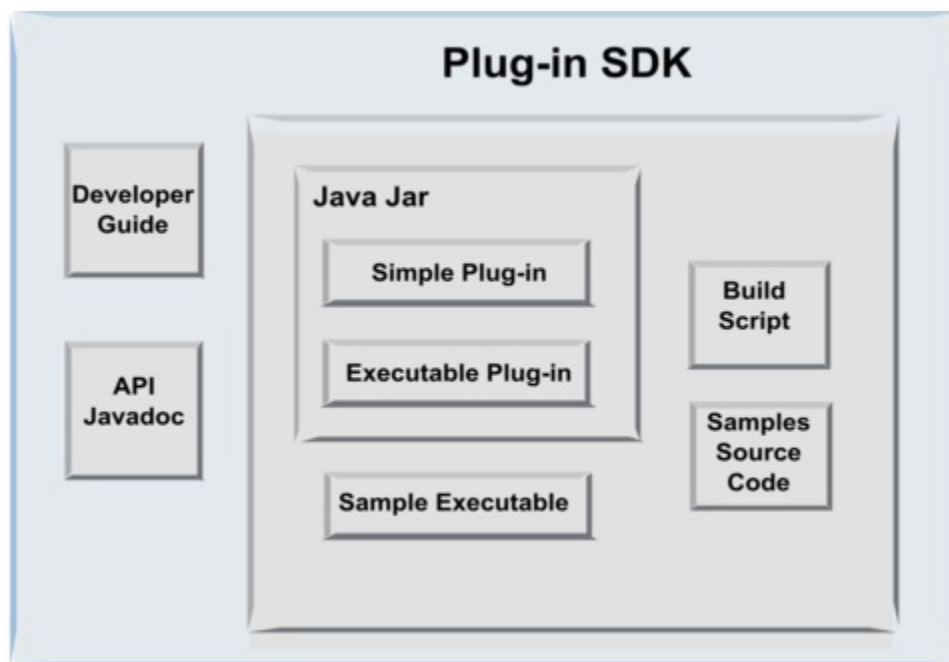 Plug-in SDK
Developer
Guide
API
Javadoc
Java Jar
Simple Plug-in
Executable Plug-in
Sample Executable
Build
Script
Samples
Source
Code